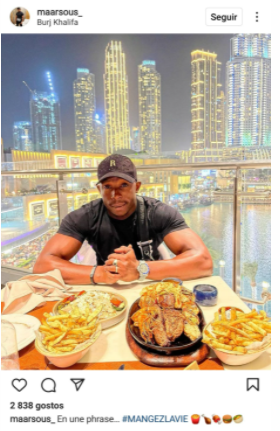 maarsous_
Burj Khalifa
Seguir
2 838 gostos
maarsous_ En une phrase... #MANGEZLAVIE 🍟🍗🍖🍔🥔